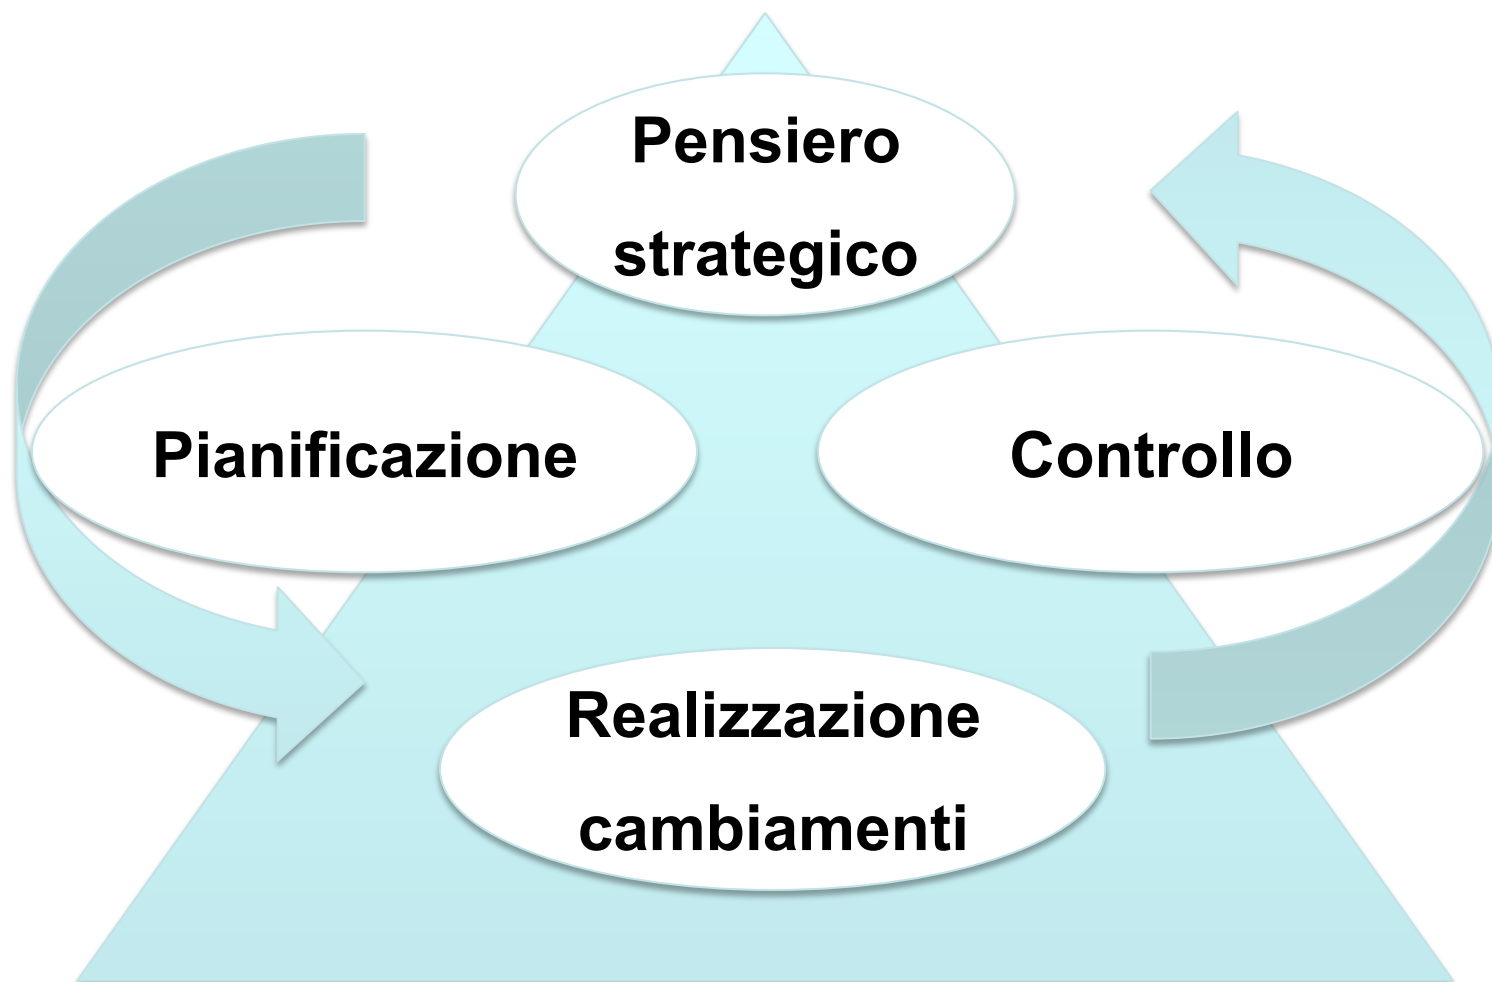 Pensiero
strategico
Pianificazione
Controllo
Realizzazione
cambiamenti